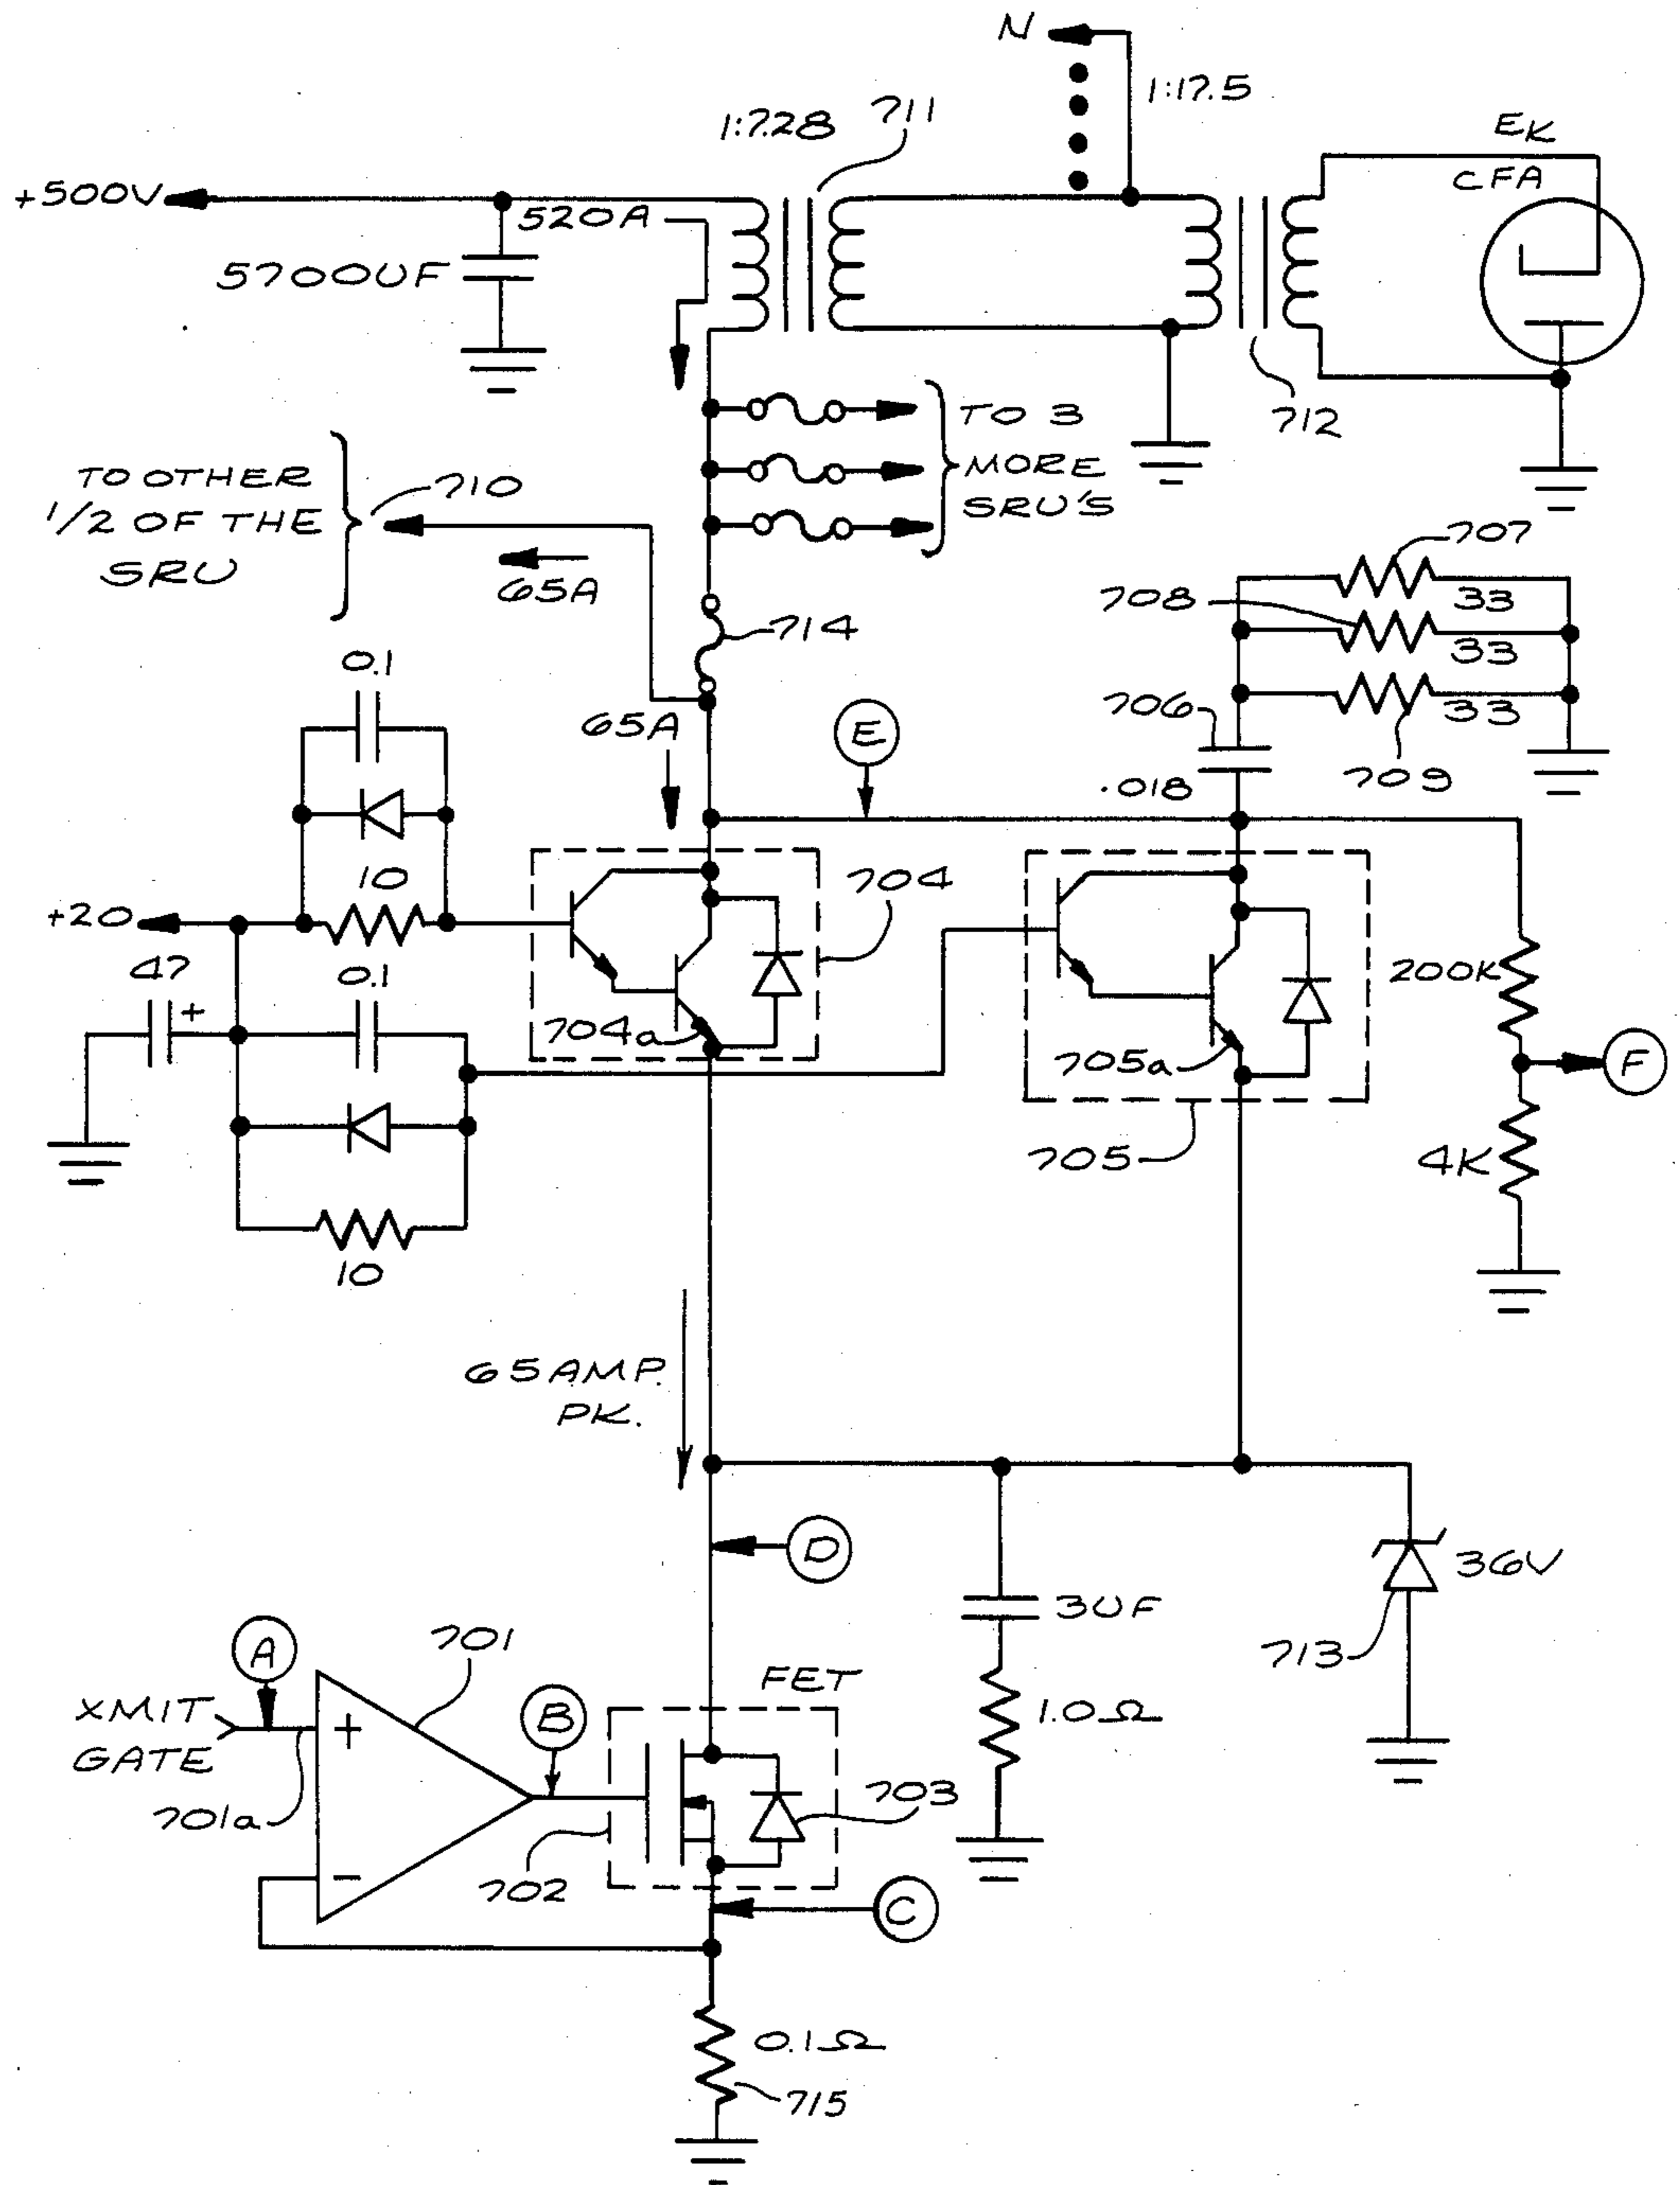 N
1:17.5
1:7.28
711
EK
CFA
+500V
520A
5700UF
712
TO 3
MORE
SRU'S
TO OTHER
1/2 OF THE
SRU
710
65A
714
707
708
33
33
33
709
0.1
65A
E
706
.018
10
+20
704
47
+
0.1
704a
200K
705a
F
705
4K
10
65AMP.
PK.
D
36V
3UF
713
A
701
FET
XMIT
GATE
B
1.0Ω
+
701a
703
-
702
C
0.1Ω
715